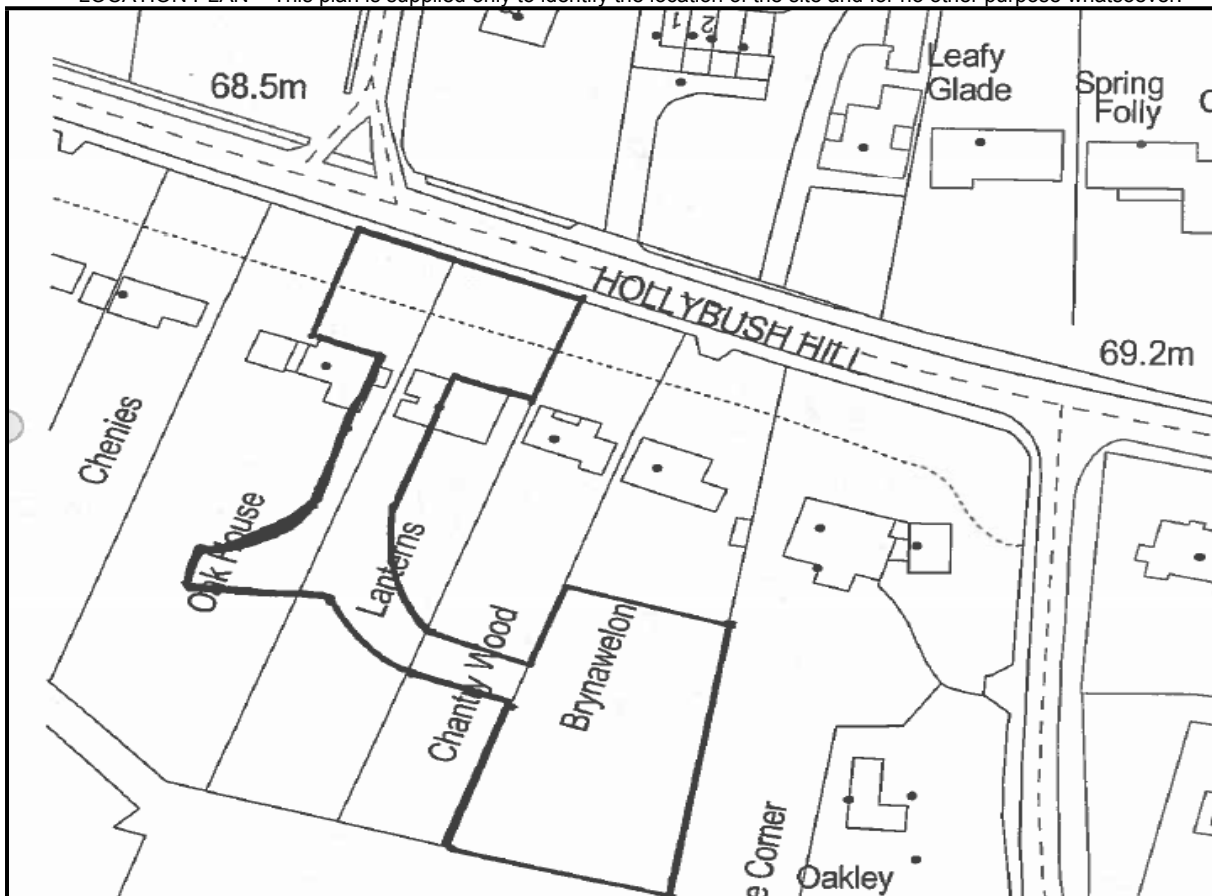 LOCATION PLAN – This plan is supplied only to identify the location of the site and for no other purpose whatsoever.
1
2
68.5m
Leafy
Glade
Spring
Folly
HOLLYBUSH HILL
69.2m
Chenies
Oak House
Lanterns
Chantry Wood
Brynawelon
Corner
Oakley